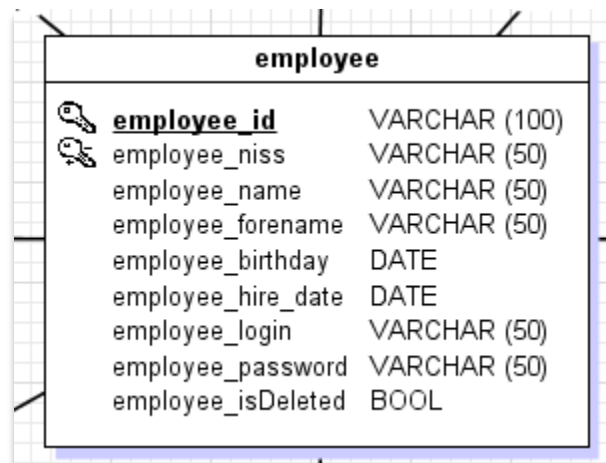 employee
employee_id VARCHAR (100)
employee_niss VARCHAR (50)
employee_name VARCHAR (50)
employee_forename VARCHAR (50)
employee_birthday DATE
employee_hire_date DATE
employee_login VARCHAR (50)
employee_password VARCHAR (50)
employee_isDeleted BOOL